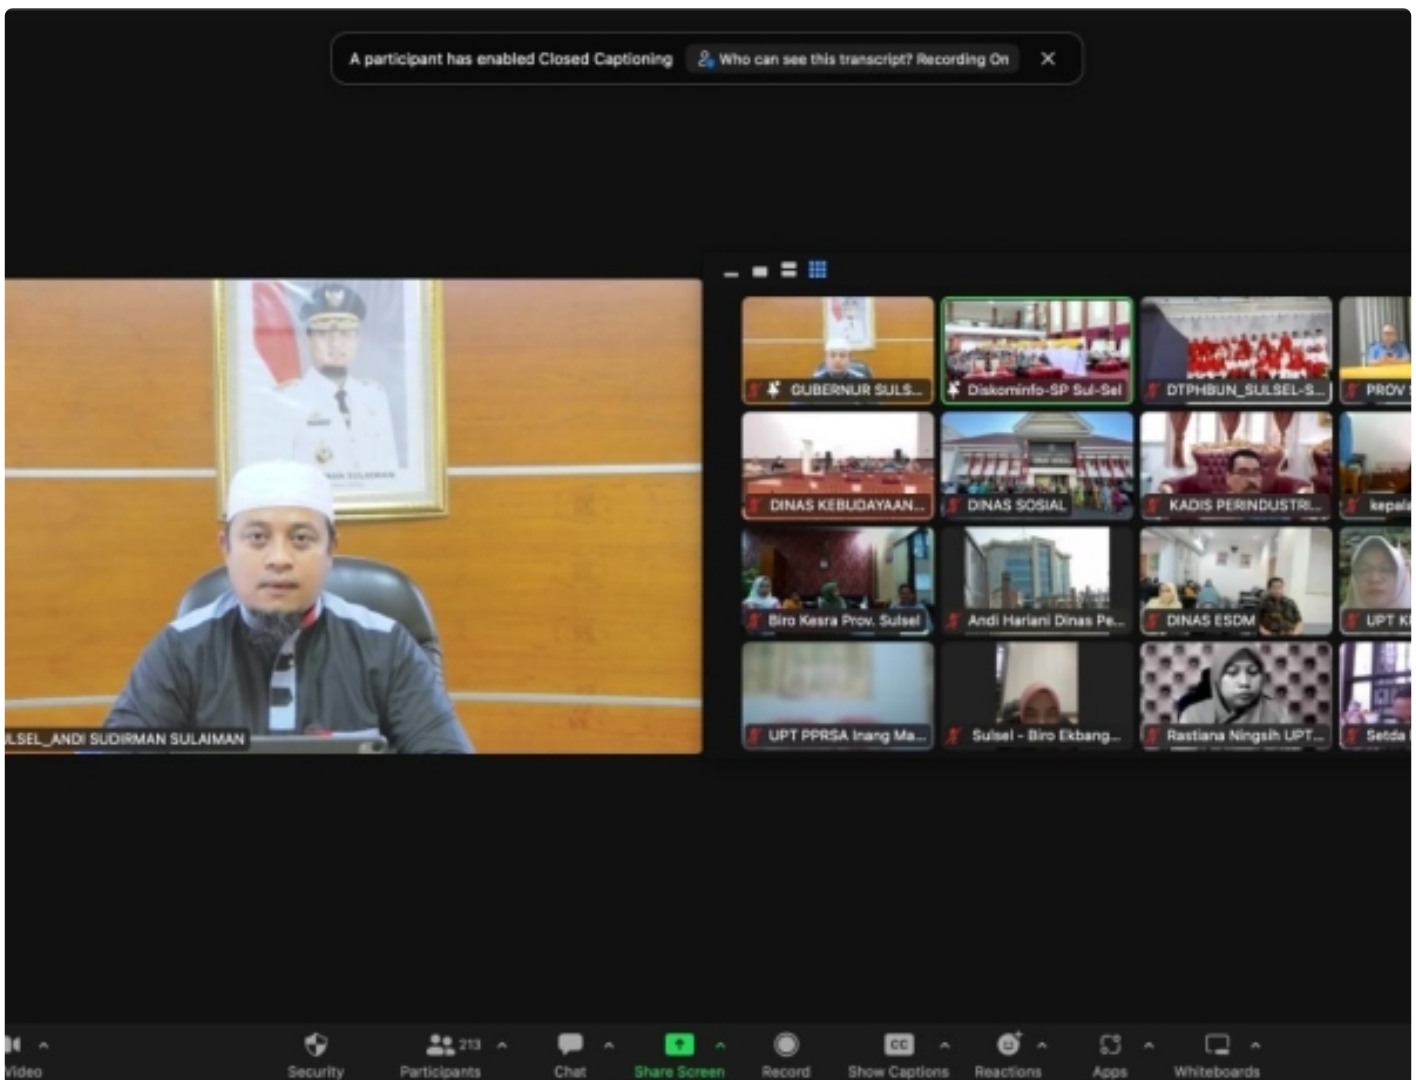 A participant has enabled Closed Captioning Who can see this transcript? Recording On
SULAIMAN
ULSEL_ANDI SUDIRMAN SULAIMAN
GUBERNUR SULS...
Diskominfo-SP Sul-Sel
DTPHBUN_SULSEL-S...
PROV
DINAS KEBUDAYAAN...
DINAS SOSIAL
KADIS PERINDUSTRI...
kepala
Biro Kesra Prov. Sulsel
Andi Hariani Dinas Pe...
DINAS ESDM
UPT
UPT PPRSA Inang Ma...
Sulsel - Biro Ekbang...
Rastiana Ningsih UPT...
Setda
Video
Security
Participants 213
Chat
Share Screen
Record
CC
Show Captions
Reactions
Apps
Whiteboards